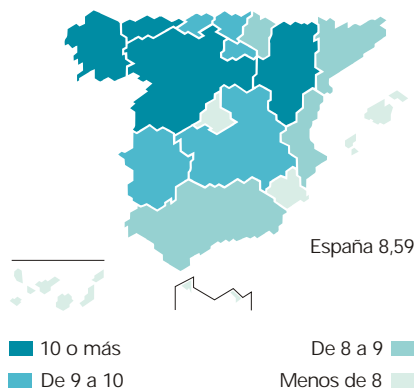 España 8,59
10 o más
De 8 a 9
De 9 a 10
Menos de 8